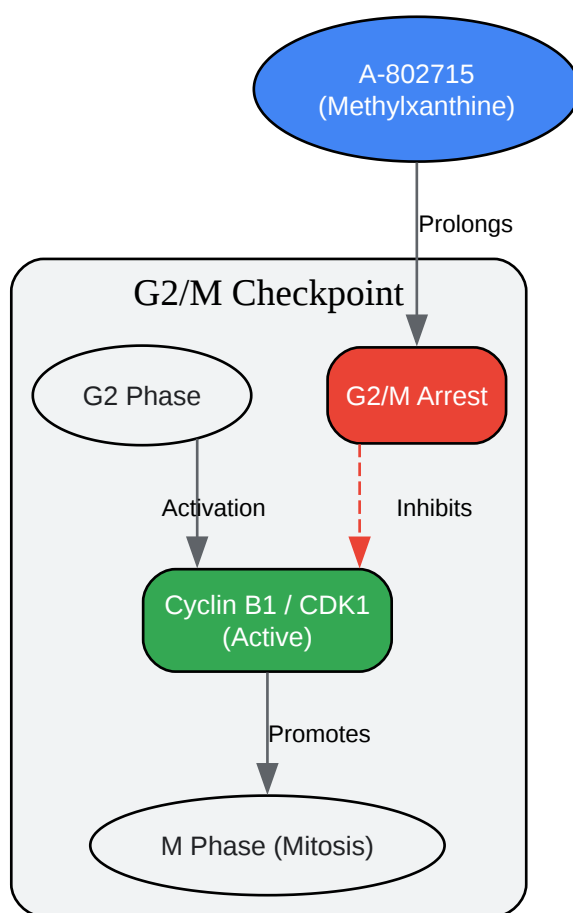 A-802715
(Methylxanthine)
Prolongs
G2/M Checkpoint
G2 Phase
G2/M Arrest
Activation
Inhibits
Cyclin B1 / CDK1
(Active)
Promotes
M Phase (Mitosis)